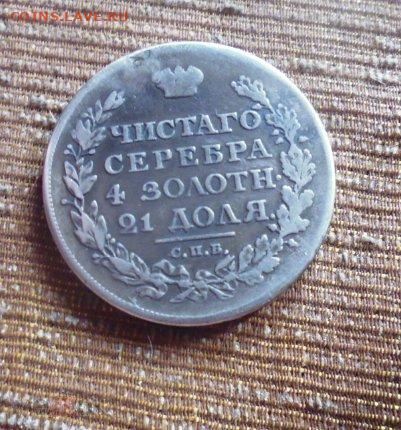 COINS.LAVE.RU
ЧИСТАГО
СЕРЕБРА
4 ЗОЛОТН.
21 ДОЛЯ.
С.П.Б.